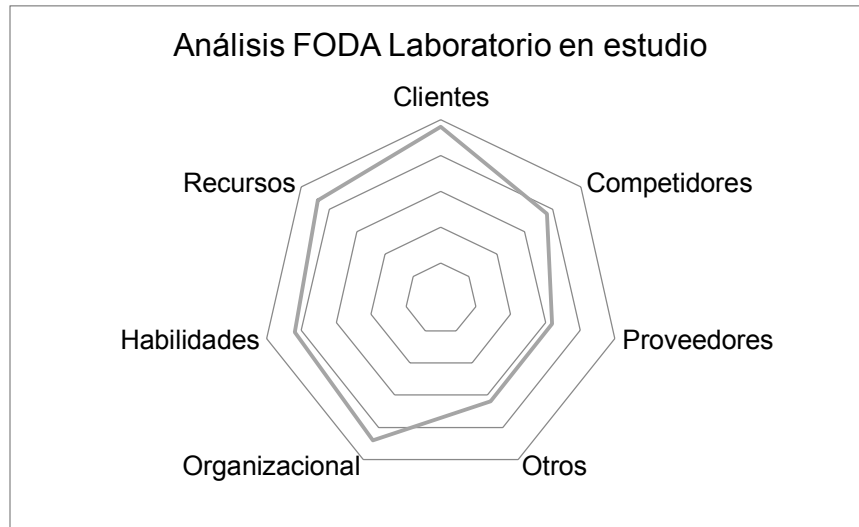 Análisis FODA Laboratorio en estudio
Clientes
Recursos
Competidores
Habilidades
Proveedores
Organizacional
Otros